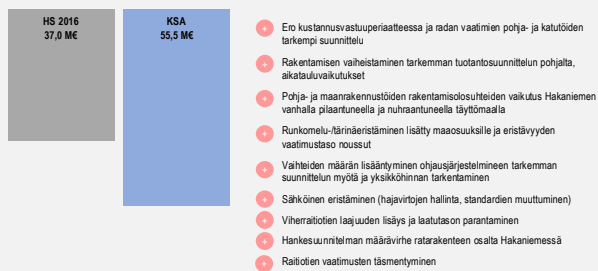 HS 2016
37,0 M€
KSA
55,5 M€
+ Ero kustannusvastuuperiaatteessa ja radan vaatimien pohja- ja katutöiden
tarkempi suunnittelu
+ Rakentamisen vaiheistaminen tarkemman tuotantosuunnittelun pohjalta,
aikatauluvaikutukset
+ Pohja- ja maanrakennustöiden rakentamisolosuhteiden vaikutus Hakaniemen
vanhalla pilaantuneella ja nuhraantuneella täyttömaalla
+ Runkomelu-/tärinäeristäminen lisätty maaosuuksille ja eristävyyden
vaatimustaso noussut
+ Vaihteiden määrän lisääntyminen ohjausjärjestelmineen tarkemman
suunnittelun myötä ja yksikköhinnan tarkentaminen
+ Sähköinen eristäminen (hajavirtojen hallinta, standardien muuttuminen)
+ Viherraitiotien laajuuden lisäys ja laatutason parantaminen
+ Hankesuunnitelman määrävirhe ratarakenteen osalta Hakaniemessä
+ Raitiotien vaatimusten täsmentyminen